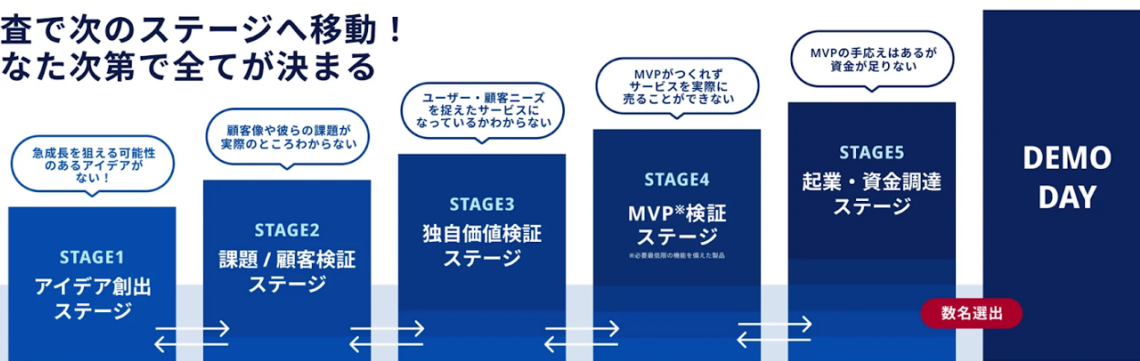 査で次のステージへ移動！
なた次第で全てが決まる
急成長を狙える可能性
のあるアイデアが
ない！
STAGE1
アイデア創出
ステージ
顧客像や彼らの課題が
実際のところわからない
STAGE2
課題 / 顧客検証
ステージ
ユーザー・顧客ニーズ
を捉えたサービスに
なっているかわからない
STAGE3
独自価値検証
ステージ
MVPがつくれず
サービスを実際に
売ることができない
STAGE4
MVP※検証
ステージ
※必要最低限の機能を備えた製品
MVPの手応えはあるが
資金が足りない
STAGE5
起業・資金調達
ステージ
数名選出
DEMO
DAY